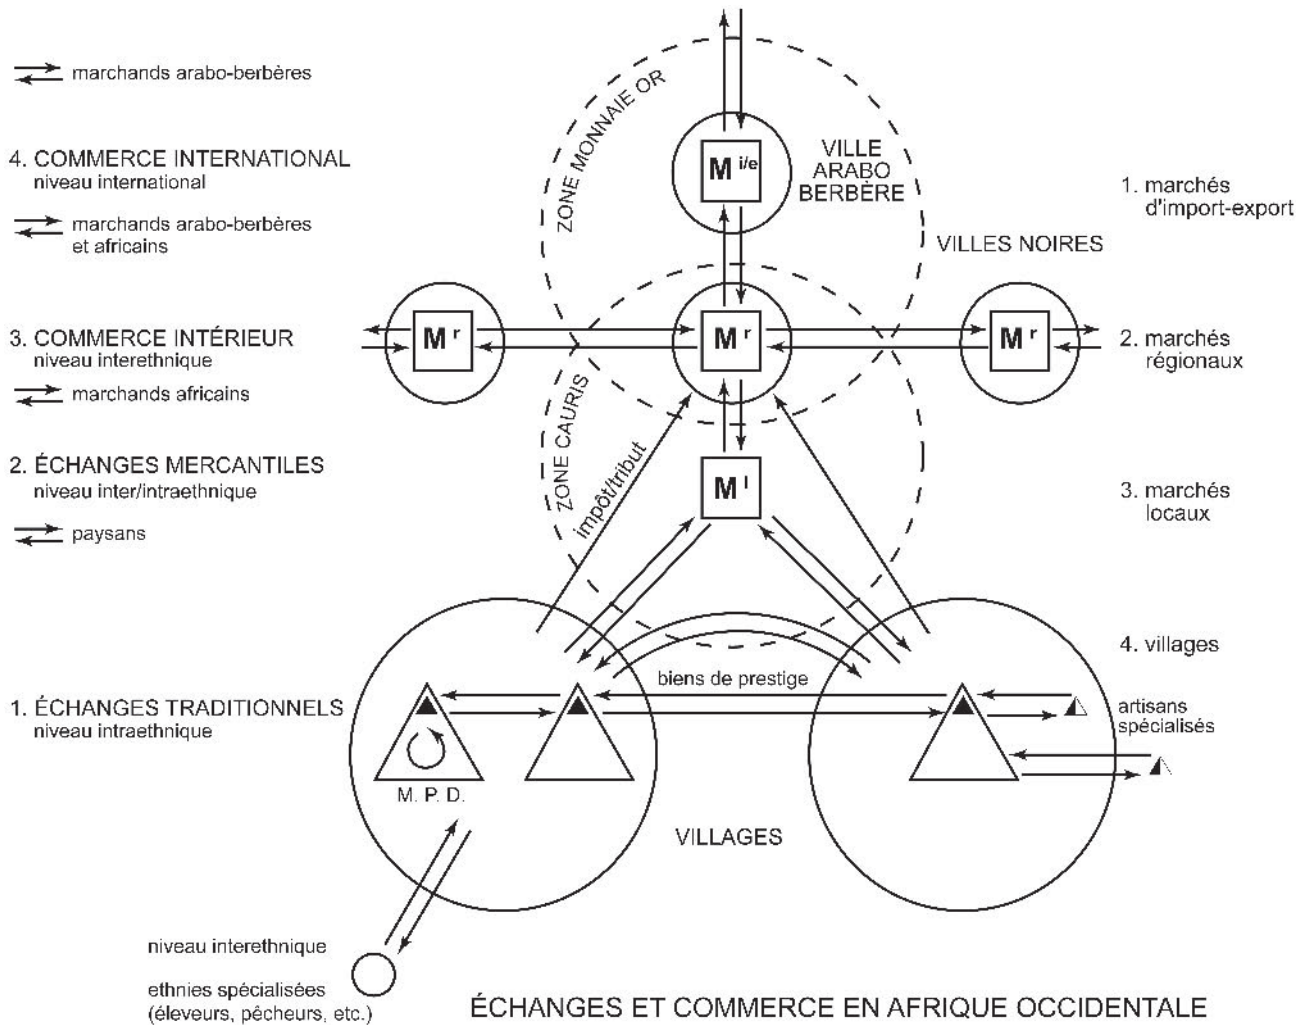 marchands arabo-berbères
4. COMMERCE INTERNATIONAL
niveau international
marchands arabo-berbères
et africains
3. COMMERCE INTÉRIEUR
niveau interethnique
marchands africains
2. ÉCHANGES MERCANTILES
niveau inter/intraethnique
paysans
1. ÉCHANGES TRADITIONNELS
niveau intraethnique
ZONE MONNAIE OR
M i/e
VILLE
ARABO
BERBÈRE
VILLES NOIRES
M r
M r
M r
ZONE CAURIS
impôt/tribut
M l
biens de prestige
M. P. D.
VILLAGES
1. marchés
d'import-export
2. marchés
régionaux
3. marchés
locaux
4. villages
artisans
spécialisés
niveau interethnique
ethnies spécialisées
(éleveurs, pêcheurs, etc.)
ÉCHANGES ET COMMERCE EN AFRIQUE OCCIDENTALE